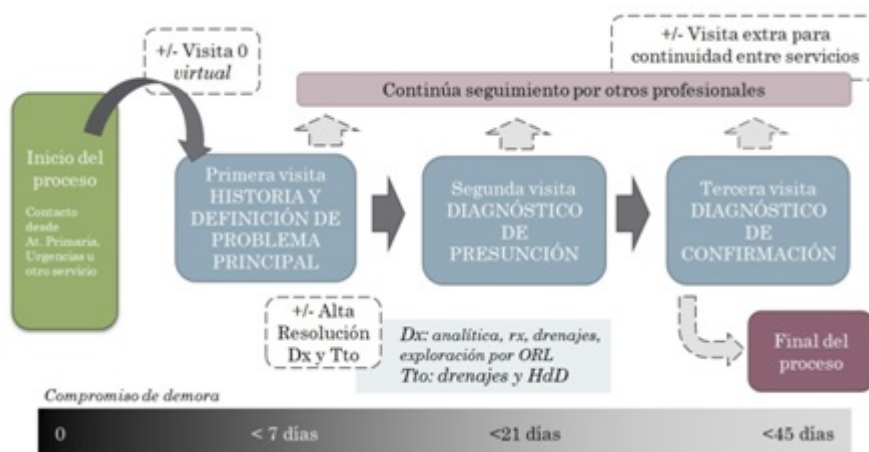 +/- Visita 0
virtual
+/- Visita extra para
continuidad entre servicios
Continúa seguimiento por otros profesionales
Inicio del
proceso
Contacto
desde
At. Primaria,
Urgencias u
otro servicio
Primera visita
HISTORIA Y
DEFINICIÓN DE
PROBLEMA
PRINCIPAL
Segunda visita
DIAGNÓSTICO
DE
PRESUNCIÓN
Tercera visita
DIAGNÓSTICO
DE
CONFIRMACIÓN
+/- Alta
Resolución
Dx y Tto
Dx: analítica, rx, drenajes,
exploración por ORL
Tto: drenajes y HdD
Final del
proceso
Compromiso de demora
0
< 7 días
<21 días
<45 días